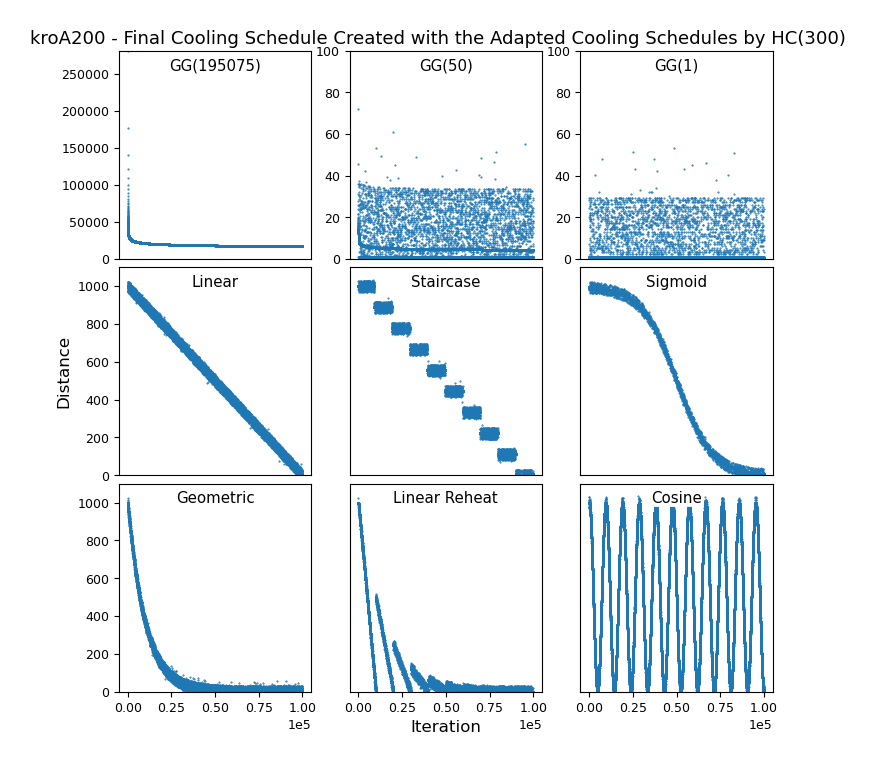 kroA200 - Final Cooling Schedule Created with the Adapted Cooling Schedules by HC(300)
GG(195075)
GG(50)
GG(1)
250000
200000
150000
100000
50000
0
100
80
60
40
20
0
100
80
60
40
20
0
Linear
Staircase
Sigmoid
1000
800
600
400
200
0
Distance
Geometric
Linear Reheat
Cosine
1000
800
600
400
200
0
0.00 0.25 0.50 0.75 1.00
1e5
0.00 0.25 0.50 0.75 1.00
1e5
0.00 0.25 0.50 0.75 1.00
1e5
Iteration